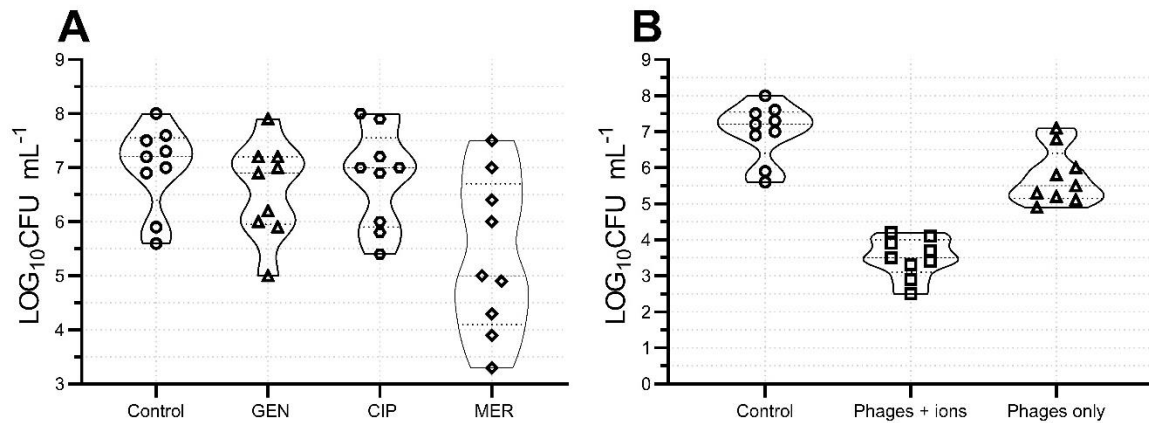 A
LOG10CFU mL-1
9
8
7
6
5
4
3
Control GEN CIP MER
B
LOG10CFU mL-1
9
8
7
6
5
4
3
2
1
0
Control Phages + ions Phages only